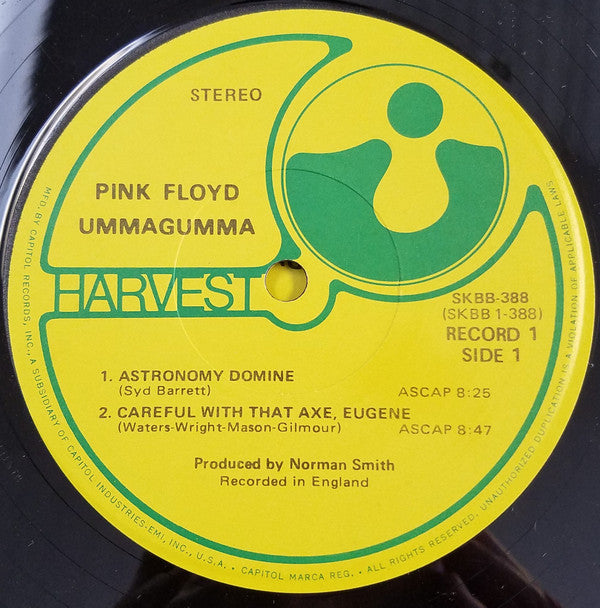 STEREO
PINK FLOYD
UMMAGUMMA
HARVEST
SKBB-388
(SKBB 1-388)
RECORD 1
SIDE 1
1. ASTRONOMY DOMINE
(Syd Barrett) ASCAP 8:25
2. CAREFUL WITH THAT AXE, EUGENE
(Waters-Wright-Mason-Gilmour) ASCAP 8:47
Produced by Norman Smith
Recorded in England
MFD. BY CAPITOL RECORDS, INC., A SUBSIDIARY OF CAPITOL INDUSTRIES-EMI, INC., U.S.A. • CAPITOL MARCA REG. • ALL RIGHTS RESERVED. UNAUTHORIZED DUPLICATION IS A VIOLATION OF APPLICABLE LAWS.